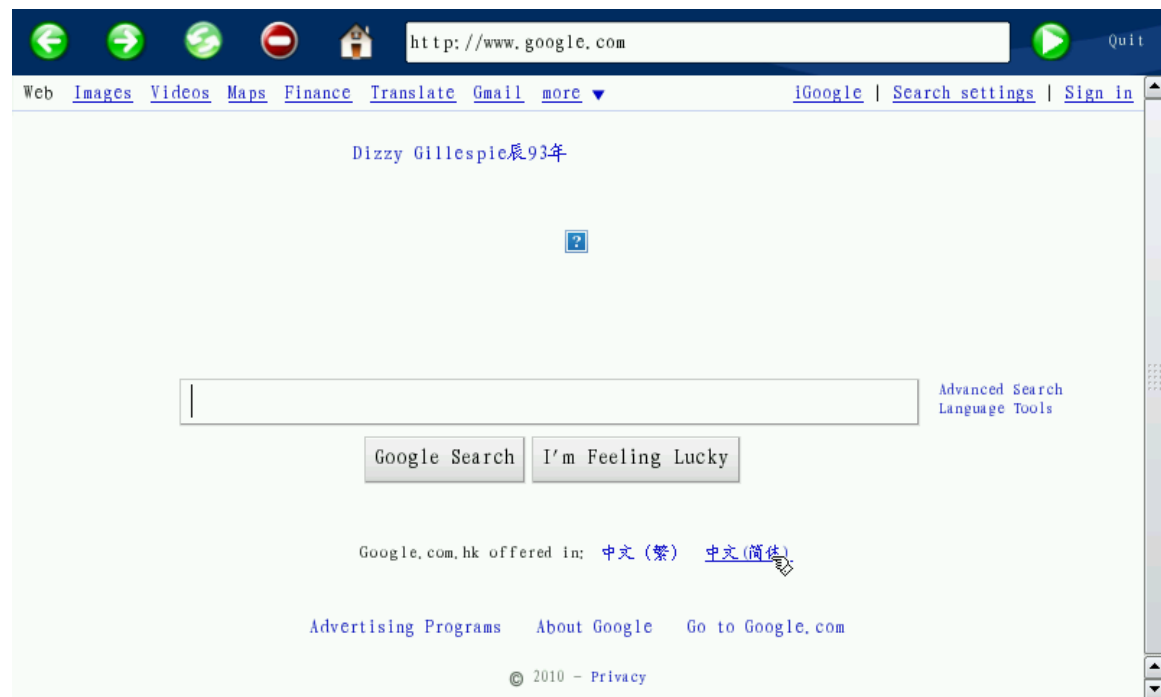 http://www.google.com Quit
Web Images Videos Maps Finance Translate Gmail more ▼ iGoogle | Search settings | Sign in
Dizzy Gillespie辰93年
?
Advanced Search
Language Tools
Google Search I'm Feeling Lucky
Google.com.hk offered in: 中文 (繁) 中文(简体)
Advertising Programs About Google Go to Google.com
© 2010 - Privacy